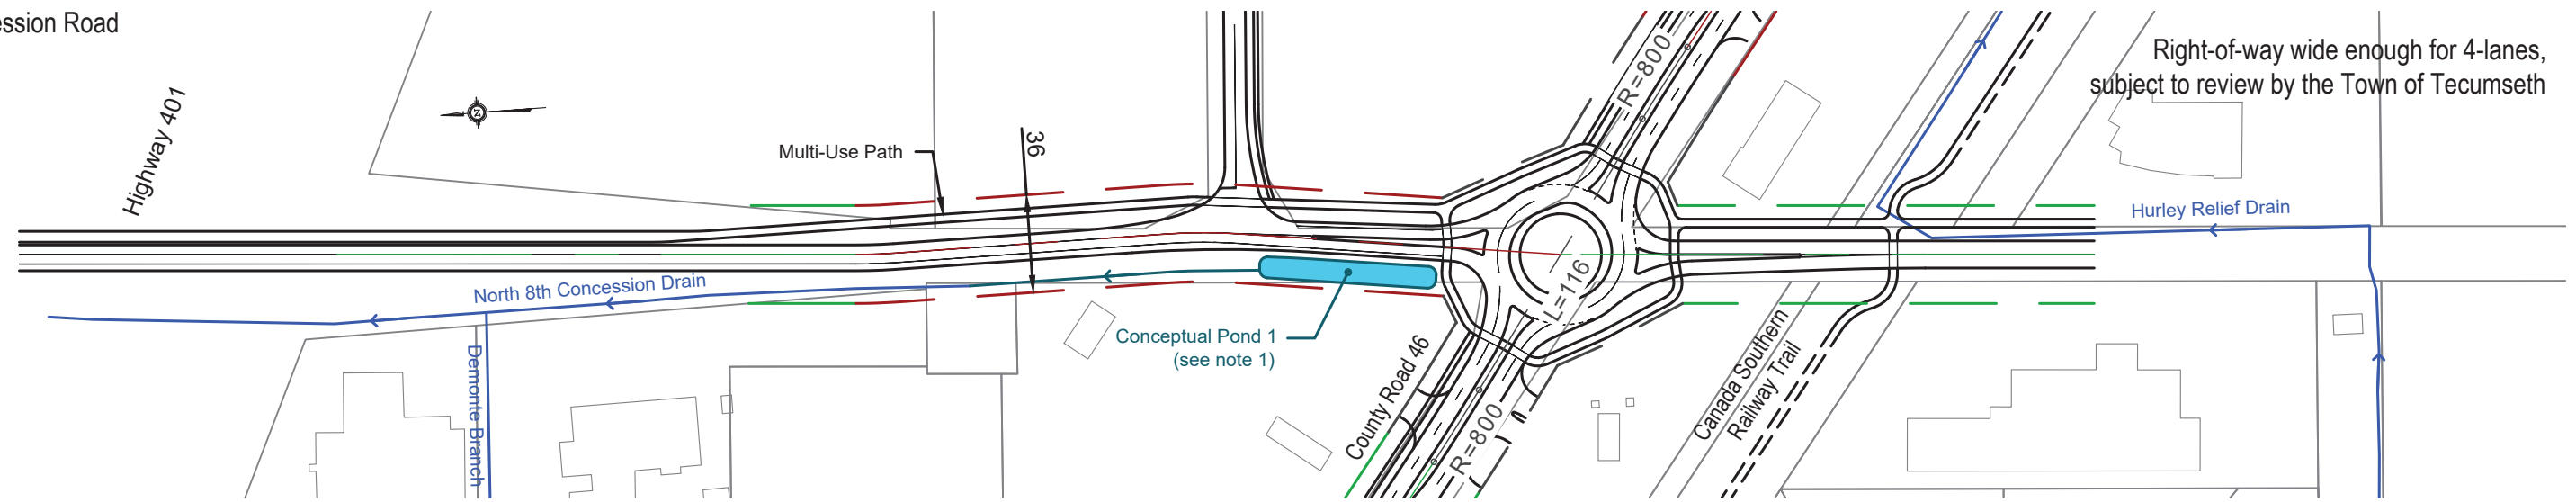 ession Road
Highway 401
Z
Multi-Use Path
36
R=800
Right-of-way wide enough for 4-lanes,
subject to review by the Town of Tecumseth
Hurley Relief Drain
North 8th Concession Drain
Demonte Branch
Conceptual Pond 1
(see note 1)
L=116
County Road 46
R=800
Canada Southern
Railway Trail